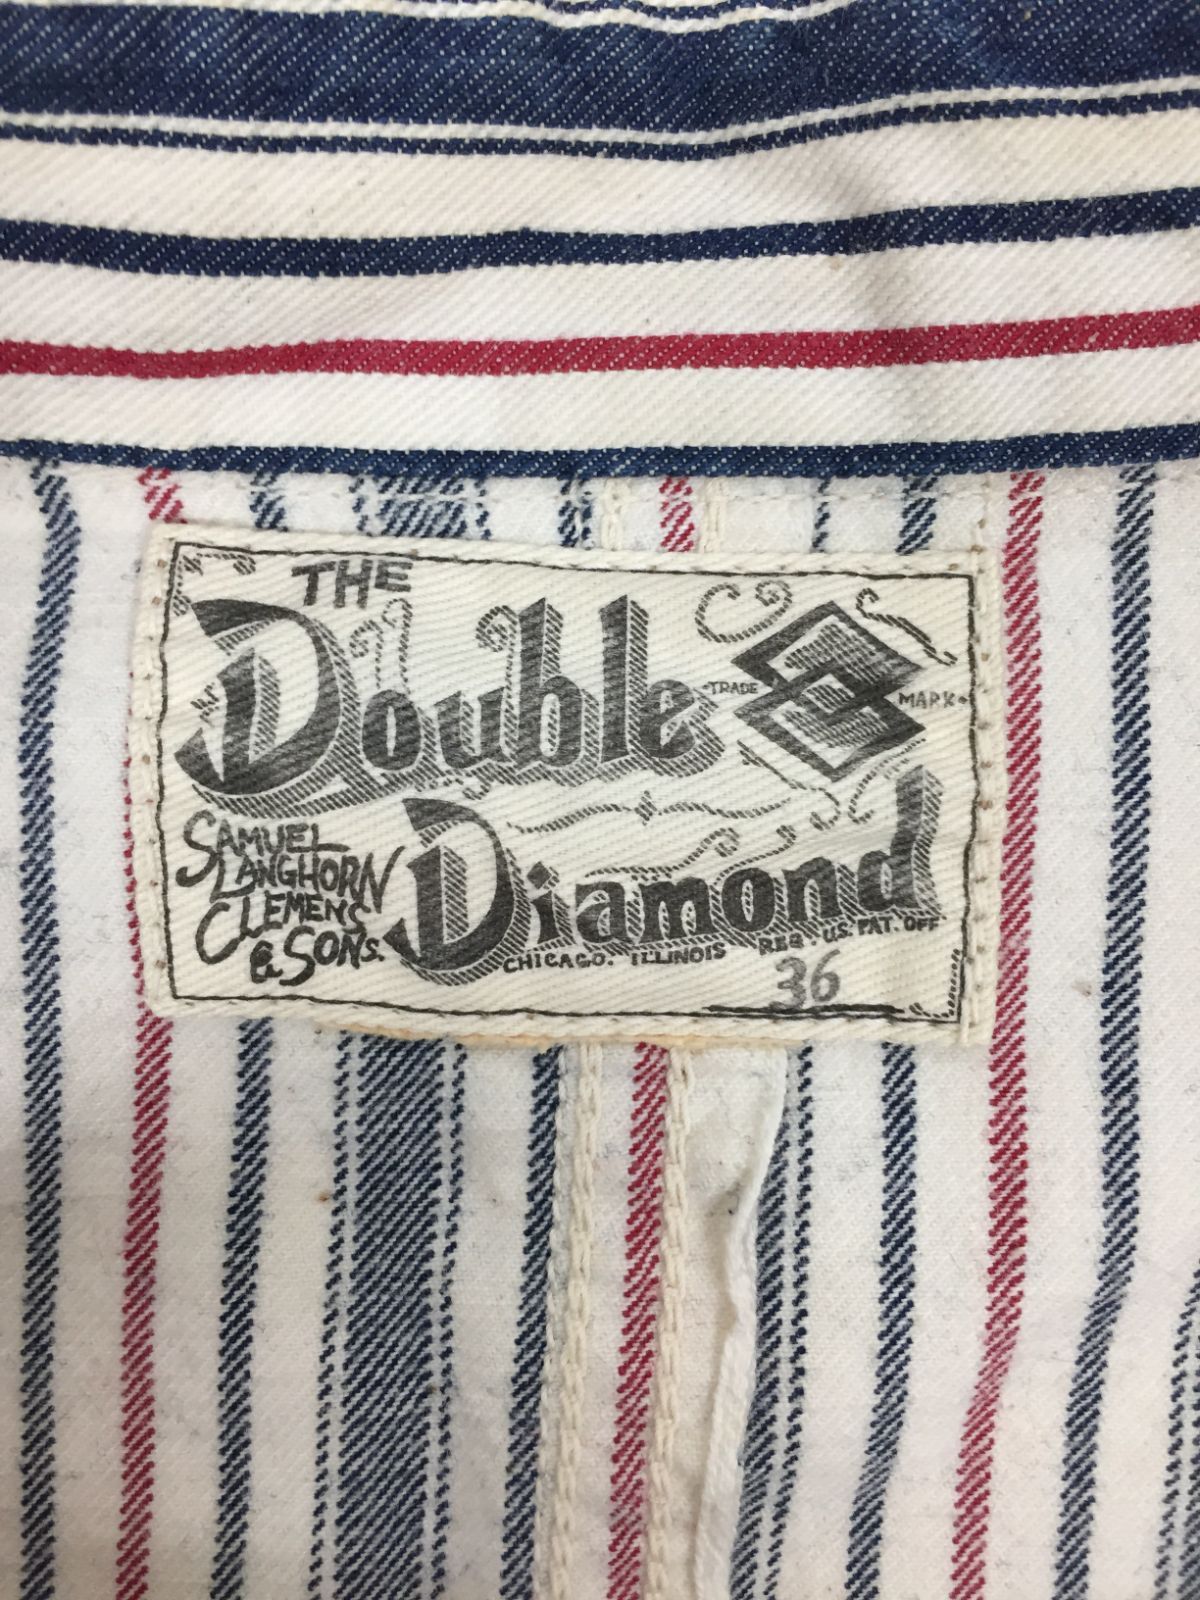 THE
Double
TRADE MARK
Diamond
SAMUEL
LANGHORN
CLEMENS
& SONS.
CHICAGO. ILLINOIS REG. U.S. PAT. OFF
36